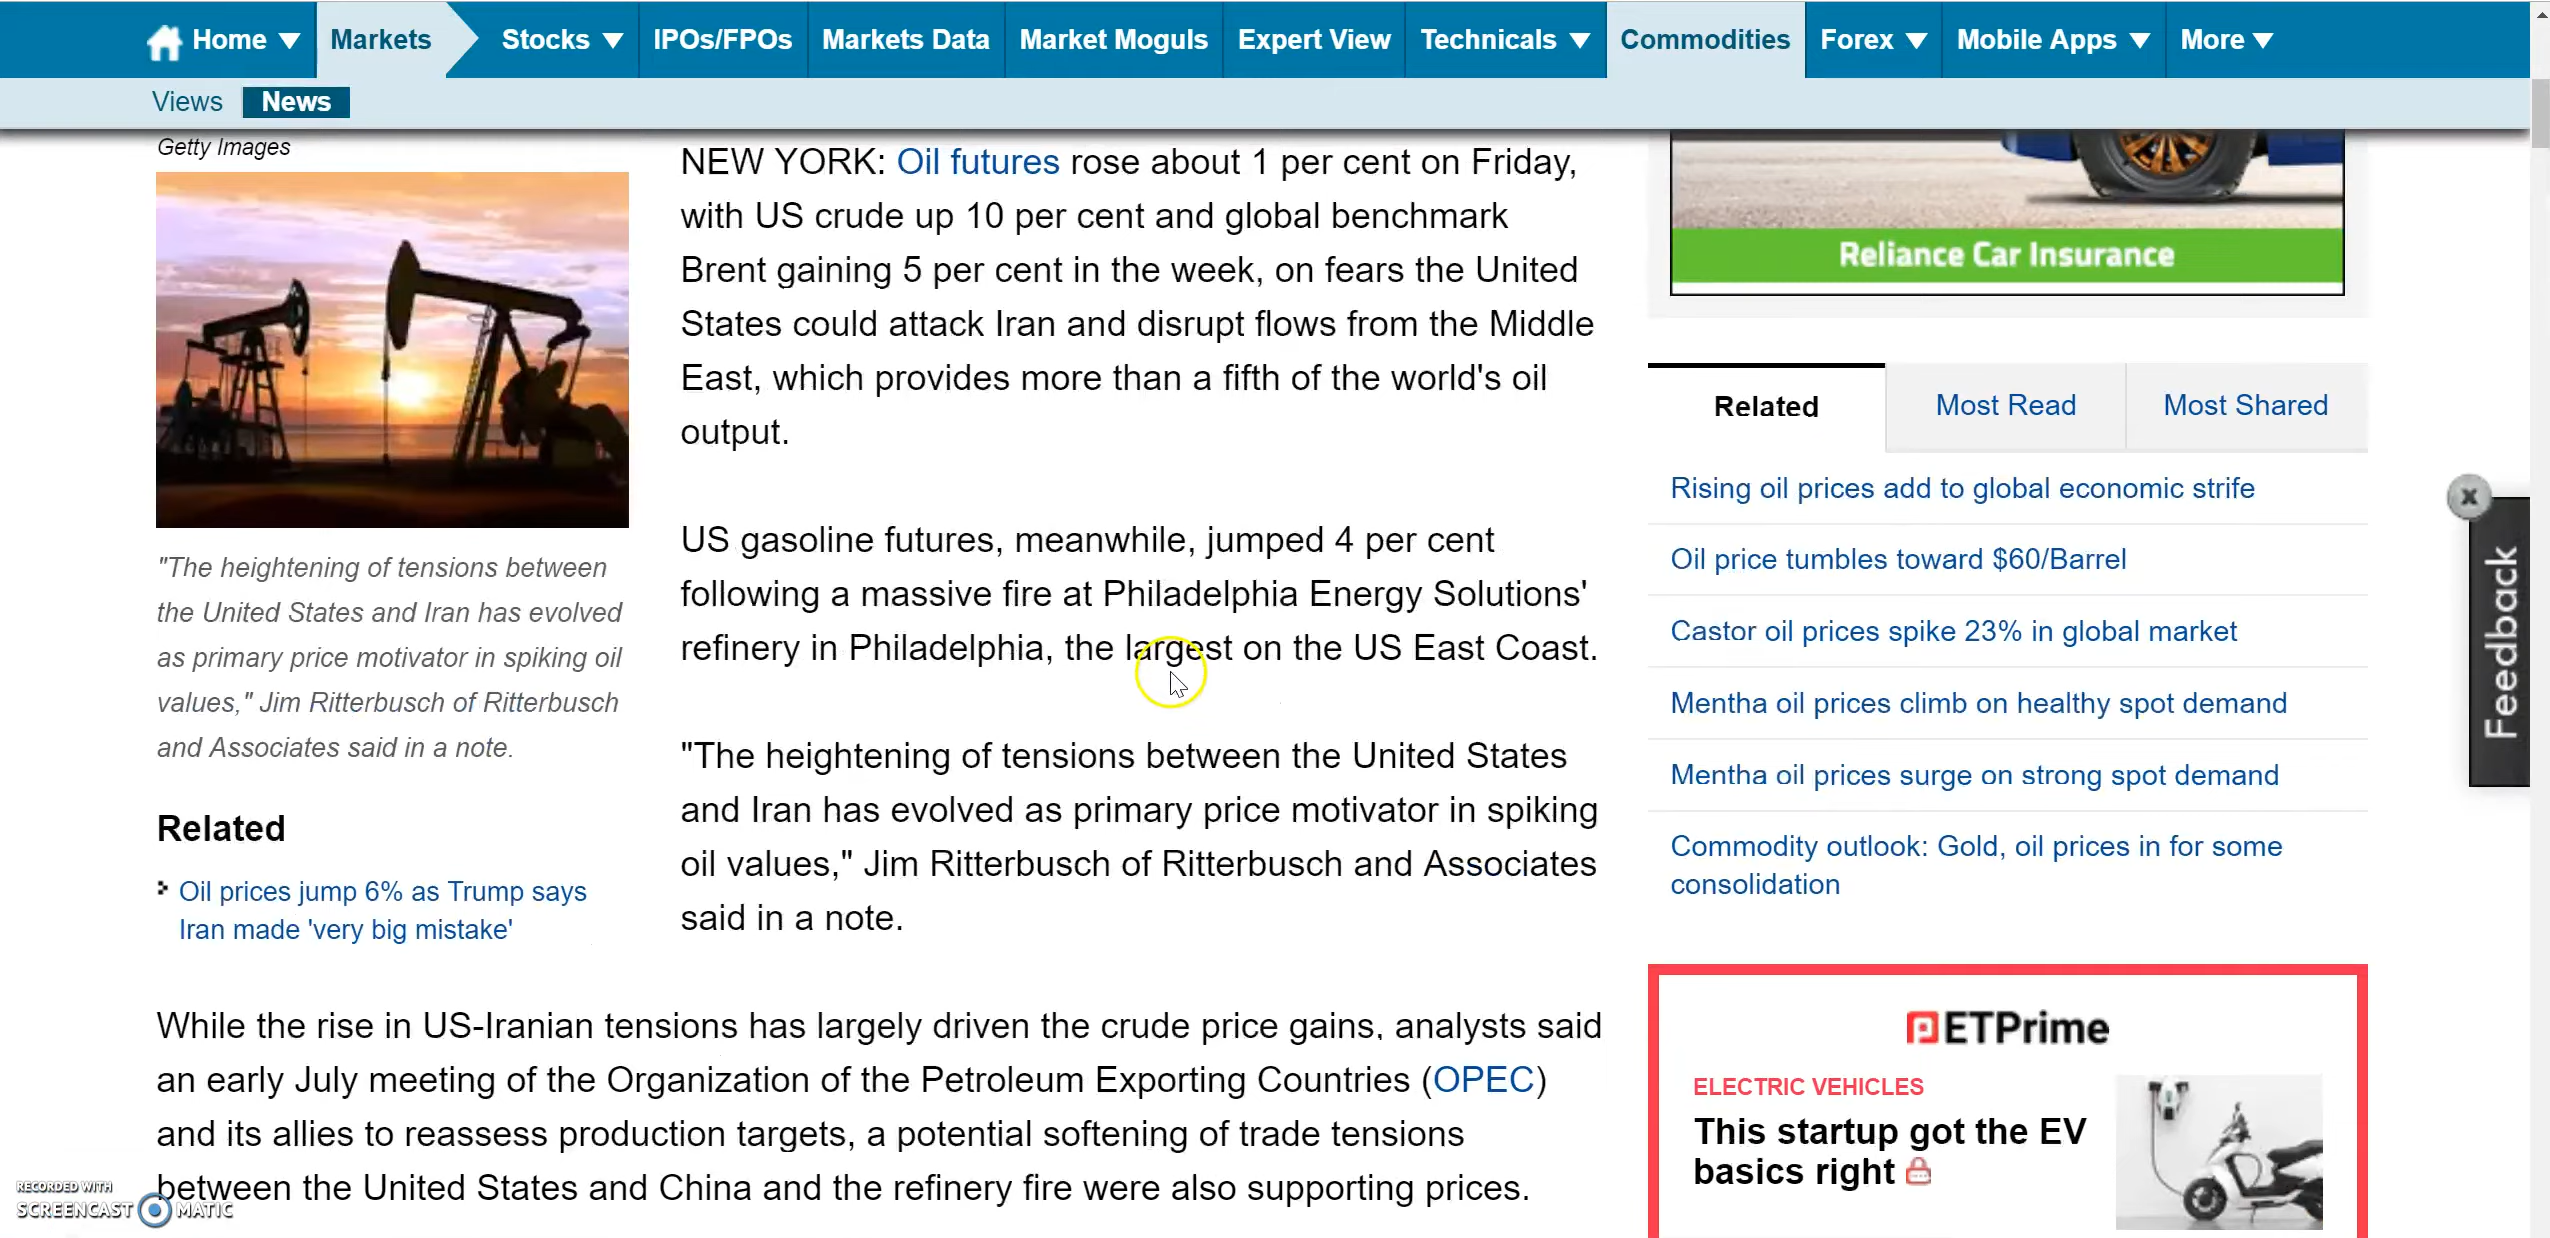 Home Markets Stocks IPOs/FPOs Markets Data Market Moguls Expert View Technicals Commodities Forex Mobile Apps More
Views News
Getty Images
"The heightening of tensions between
the United States and Iran has evolved
as primary price motivator in spiking oil
values," Jim Ritterbusch of Ritterbusch
and Associates said in a note.
Related
Oil prices jump 6% as Trump says
Iran made 'very big mistake'
NEW YORK: Oil futures rose about 1 per cent on Friday,
with US crude up 10 per cent and global benchmark
Brent gaining 5 per cent in the week, on fears the United
States could attack Iran and disrupt flows from the Middle
East, which provides more than a fifth of the world's oil
output.
US gasoline futures, meanwhile, jumped 4 per cent
following a massive fire at Philadelphia Energy Solutions'
refinery in Philadelphia, the largest on the US East Coast.
"The heightening of tensions between the United States
and Iran has evolved as primary price motivator in spiking
oil values," Jim Ritterbusch of Ritterbusch and Associates
said in a note.
While the rise in US-Iranian tensions has largely driven the crude price gains, analysts said
an early July meeting of the Organization of the Petroleum Exporting Countries (OPEC)
and its allies to reassess production targets, a potential softening of trade tensions
between the United States and China and the refinery fire were also supporting prices.
Reliance Car Insurance
Related Most Read Most Shared
Rising oil prices add to global economic strife
Oil price tumbles toward $60/Barrel
Castor oil prices spike 23% in global market
Mentha oil prices climb on healthy spot demand
Mentha oil prices surge on strong spot demand
Commodity outlook: Gold, oil prices in for some
consolidation
ETPrime
ELECTRIC VEHICLES
This startup got the EV
basics right
Feedback
RECORDED WITH
SCREENCAST MATIC